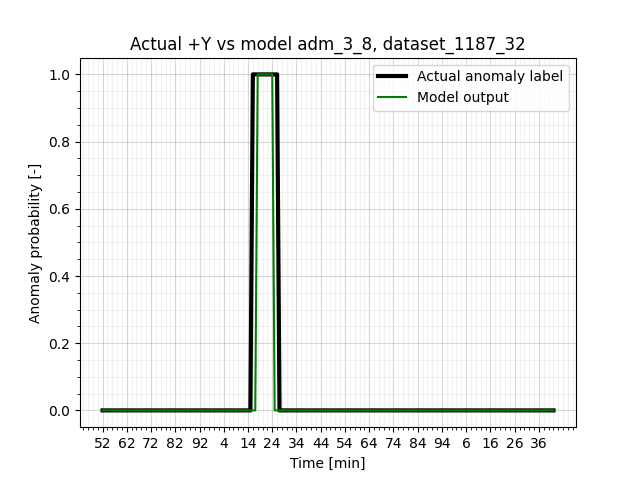 Actual +Y vs model adm_3_8, dataset_1187_32
Actual anomaly label
Model output
Anomaly probability [-]
1.0
0.8
0.6
0.4
0.2
0.0
52 62 72 82 92 4 14 24 34 44 54 64 74 84 94 6 16 26 36
Time [min]